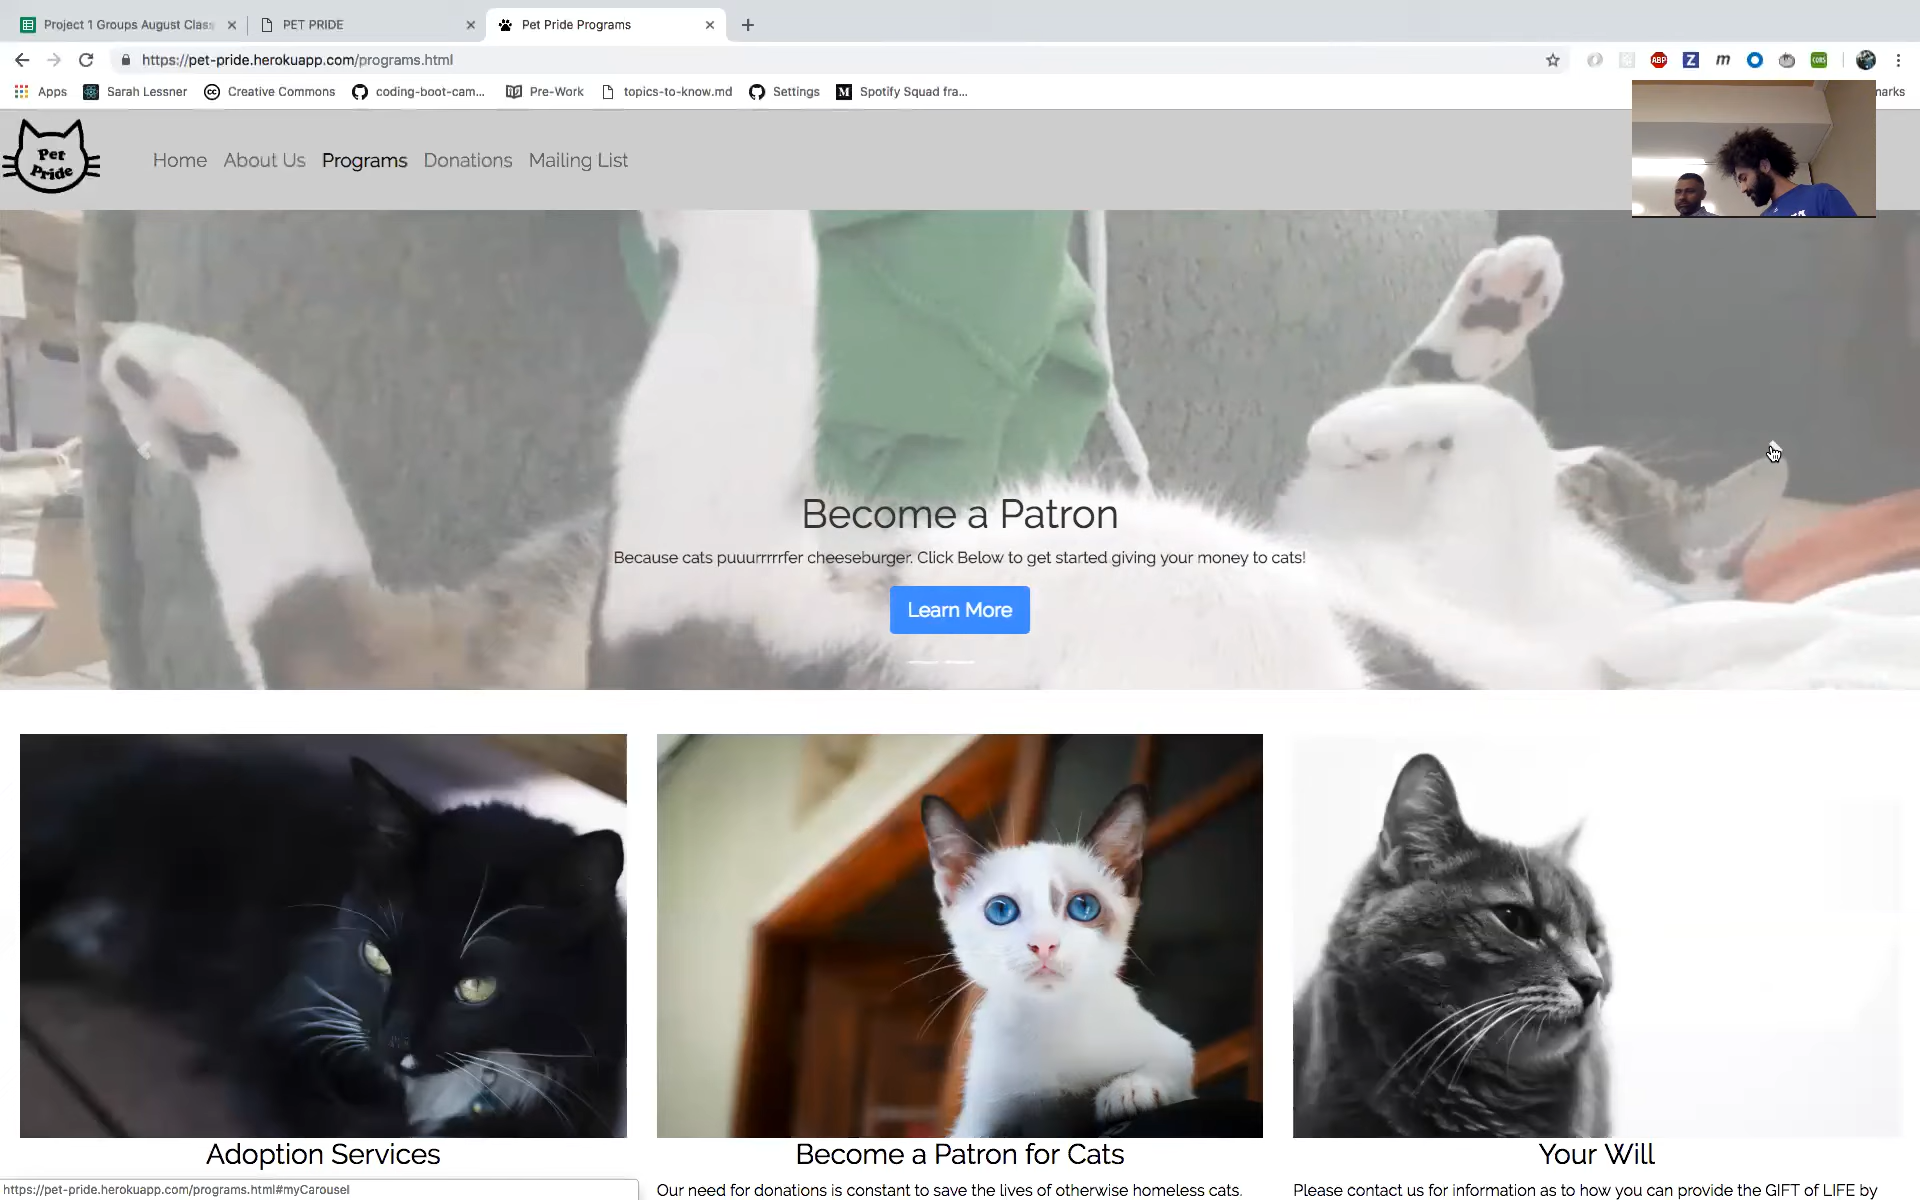 Project 1 Groups August Clas
PET PRIDE
Pet Pride Programs
https://pet-pride.herokuapp.com/programs.html
ABP
Z
m
CORS
Apps
Sarah Lessner
Creative Commons
coding-boot-cam...
Pre-Work
topics-to-know.md
Settings
M
Spotify Squad fra...
marks
Pet
Pride
Home
About Us
Programs
Donations
Mailing List
Become a Patron
Because cats puuurrrrrfer cheeseburger. Click Below to get started giving your money to cats!
Learn More
Adoption Services
Become a Patron for Cats
Your Will
https://pet-pride.herokuapp.com/programs.html#myCarousel
Our need for donations is constant to save the lives of otherwise homeless cats.
Please contact us for information as to how you can provide the GIFT of LIFE by